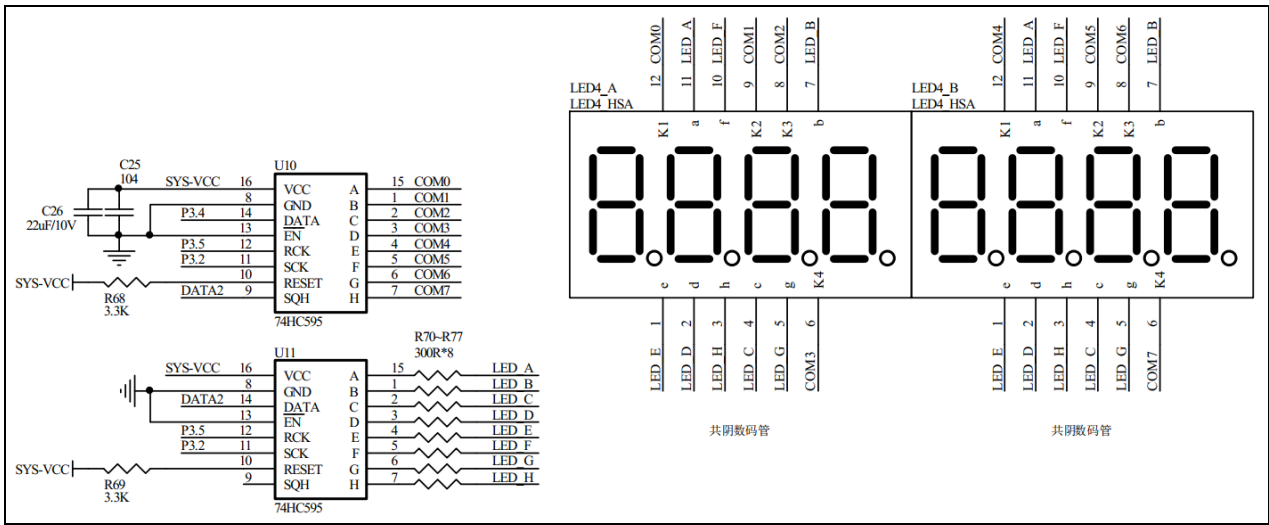 C25
104
C26
22uF/10V
U10
SYS-VCC 16 VCC A 15 COM0
8 GND B 1 COM1
P3.4 14 DATA C 2 COM2
13 EN D 3 COM3
P3.5 12 RCK E 4 COM4
P3.2 11 SCK F 5 COM5
SYS-VCC 10 RESET G 6 COM6
DATA2 9 SQH H 7 COM7
R68
3.3K
74HC595
R70~R77
300R*8
U11
SYS-VCC 16 VCC A 15 LED_A
8 GND B 1 LED_B
DATA2 14 DATA C 2 LED_C
13 EN D 3 LED_D
P3.5 12 RCK E 4 LED_E
P3.2 11 SCK F 5 LED_F
SYS-VCC 10 RESET G 6 LED_G
9 SQH H 7 LED_H
R69
3.3K
74HC595
12 COM0
11 LED_A
10 LED_F
9 COM1
8 COM2
7 LED_B
LED4_A
LED4_HSA
K1 a f K2 K3 b
e d h c g K4
LED_E 1
LED_D 2
LED_H 3
LED_C 4
LED_G 5
COM3 6
共阴数码管
12 COM4
11 LED_A
10 LED_F
9 COM5
8 COM6
7 LED_B
LED4_B
LED4_HSA
K1 a f K2 K3 b
e d h c g K4
LED_E 1
LED_D 2
LED_H 3
LED_C 4
LED_G 5
COM7 6
共阴数码管